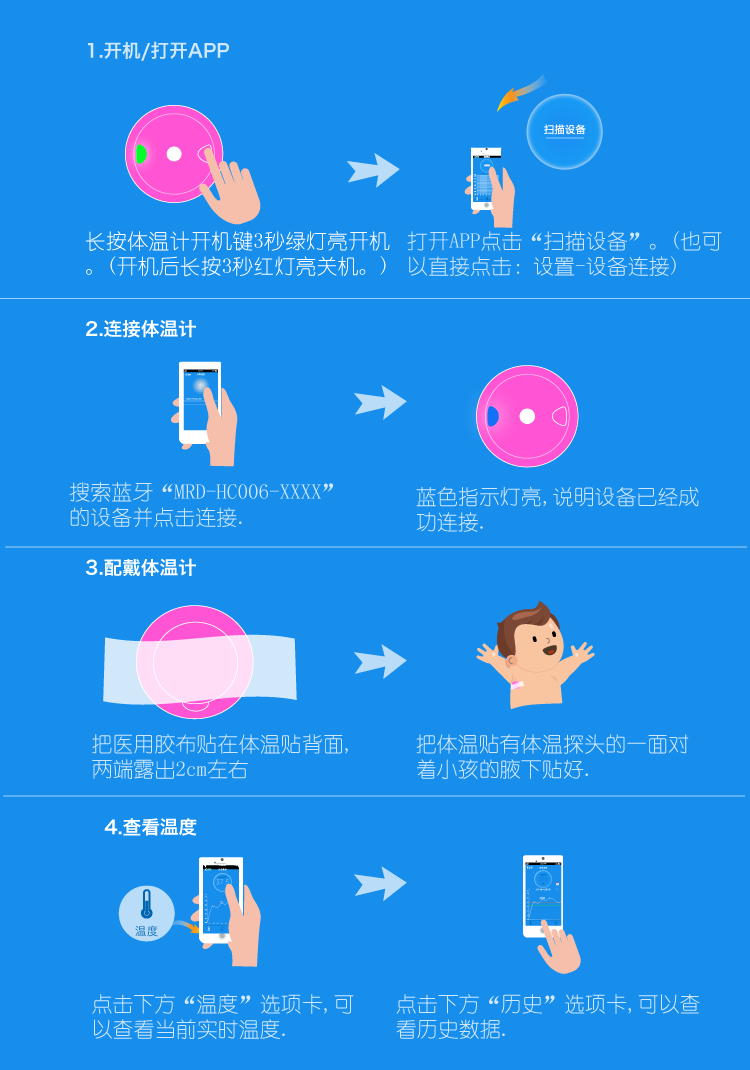 1.开机/打开APP
扫描设备
长按体温计开机键3秒绿灯亮开机
。(开机后长按3秒红灯亮关机。)
打开APP点击“扫描设备”。(也可
以直接点击: 设置-设备连接)
2.连接体温计
搜索蓝牙“MRD-HC006-XXXX”
的设备并点击连接.
蓝色指示灯亮,说明设备已经成
功连接.
3.配戴体温计
把医用胶布贴在体温贴背面,
两端露出2cm左右
把体温贴有体温探头的一面对
着小孩的腋下贴好.
4.查看温度
温度
点击下方“温度”选项卡,可
以查看当前实时温度.
点击下方“历史”选项卡,可以查
看历史数据.